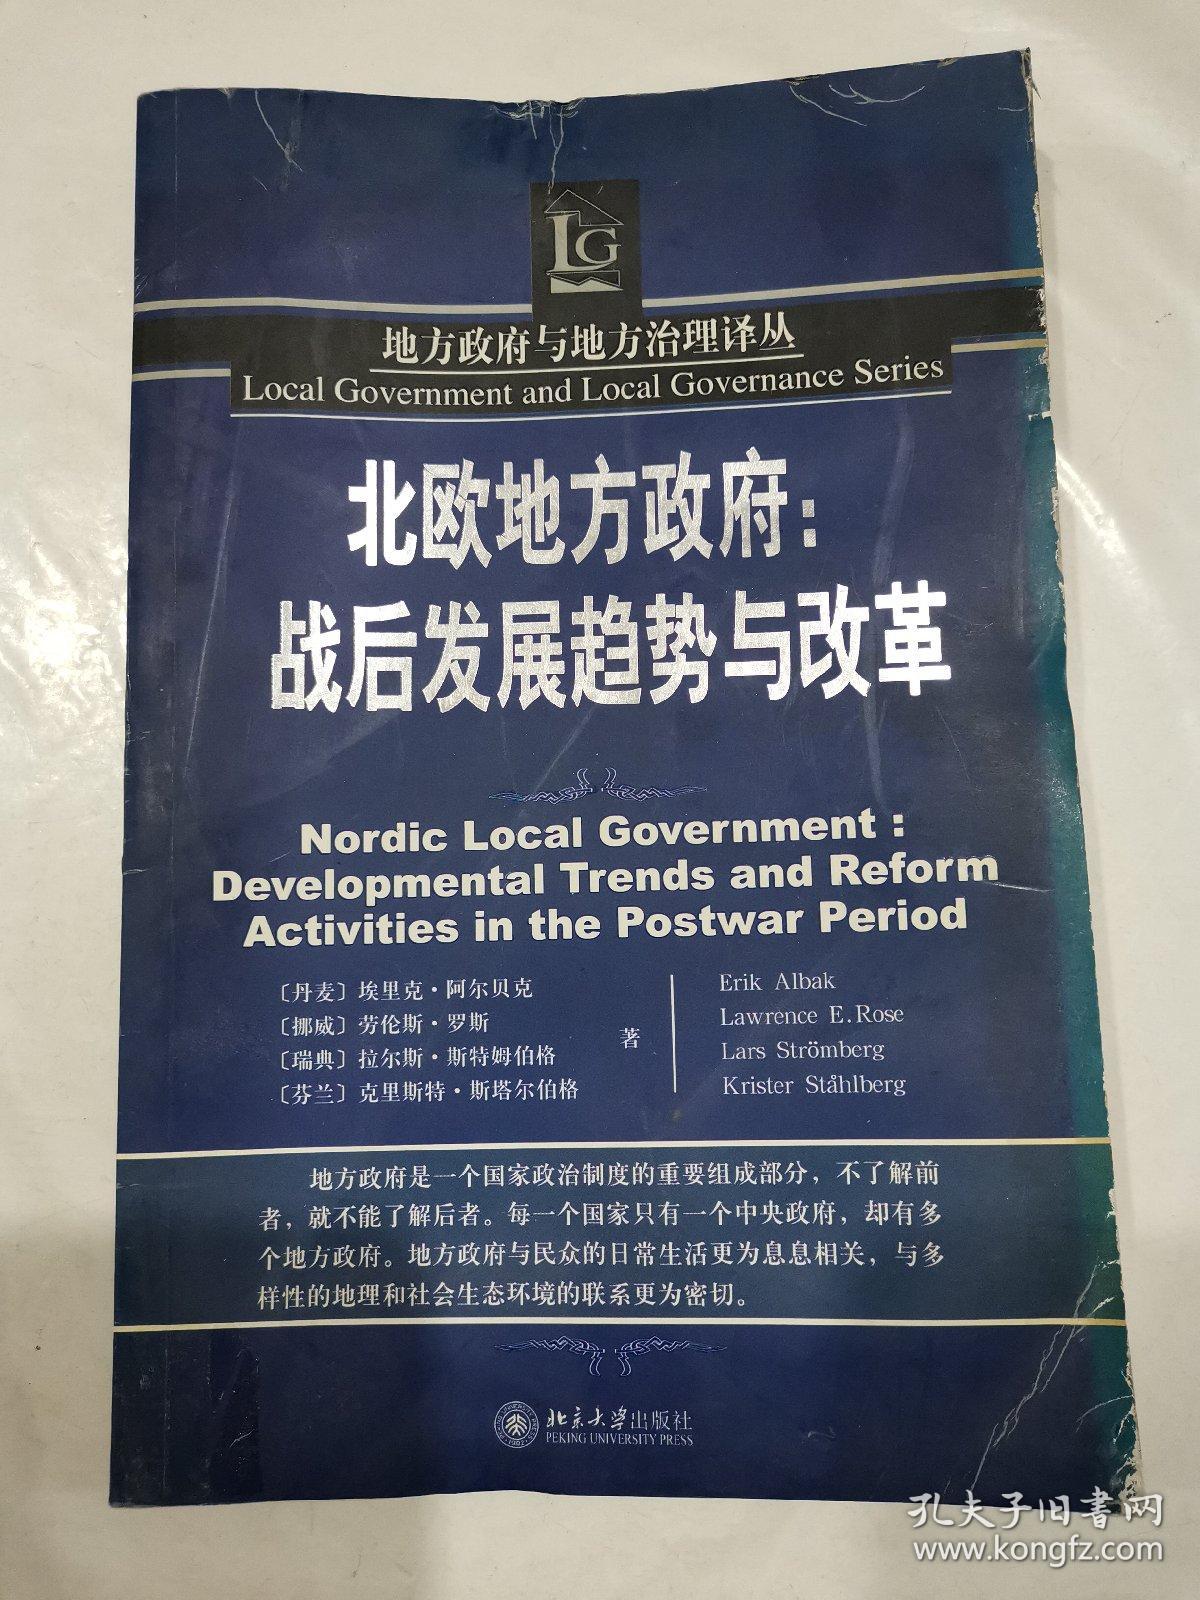 LG
地方政府与地方治理译丛
Local Government and Local Governance Series
北欧地方政府：
战后发展趋势与改革
Nordic Local Government :
Developmental Trends and Reform
Activities in the Postwar Period
〔丹麦〕埃里克·阿尔贝克
〔挪威〕劳伦斯·罗斯
〔瑞典〕拉尔斯·斯特姆伯格
〔芬兰〕克里斯特·斯塔尔伯格
著
Erik Albak
Lawrence E.Rose
Lars Strömberg
Krister Ståhlberg
地方政府是一个国家政治制度的重要组成部分，不了解前
者，就不能了解后者。每一个国家只有一个中央政府，却有多
个地方政府。地方政府与民众的日常生活更为息息相关，与多
样性的地理和社会生态环境的联系更为密切。
北京大学出版社
PEKING UNIVERSITY PRESS
孔夫子旧书网
www.kongfz.com